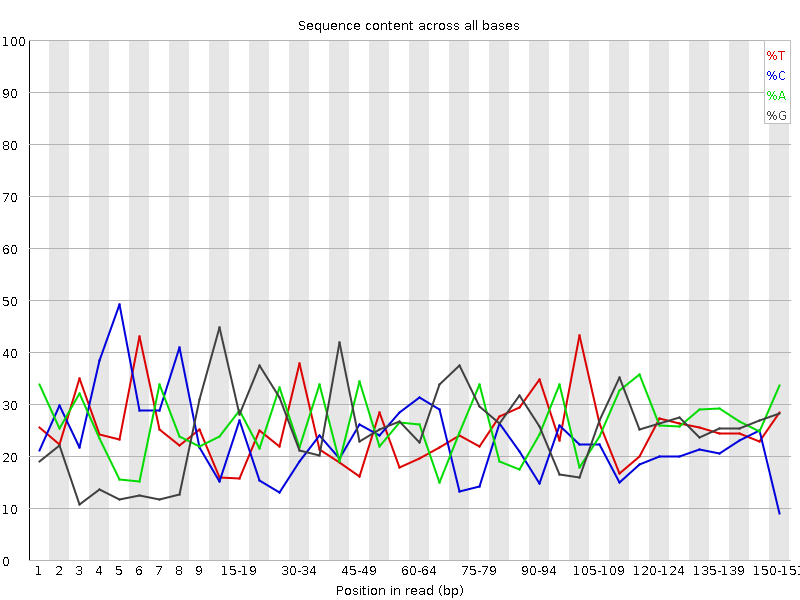 Sequence content across all bases
100
90
80
70
60
50
40
30
20
10
0
%T
%C
%A
%G
1 2 3 4 5 6 7 8 9 15-19 30-34 45-49 60-64 75-79 90-94 105-109 120-124 135-139 150-151
Position in read (bp)